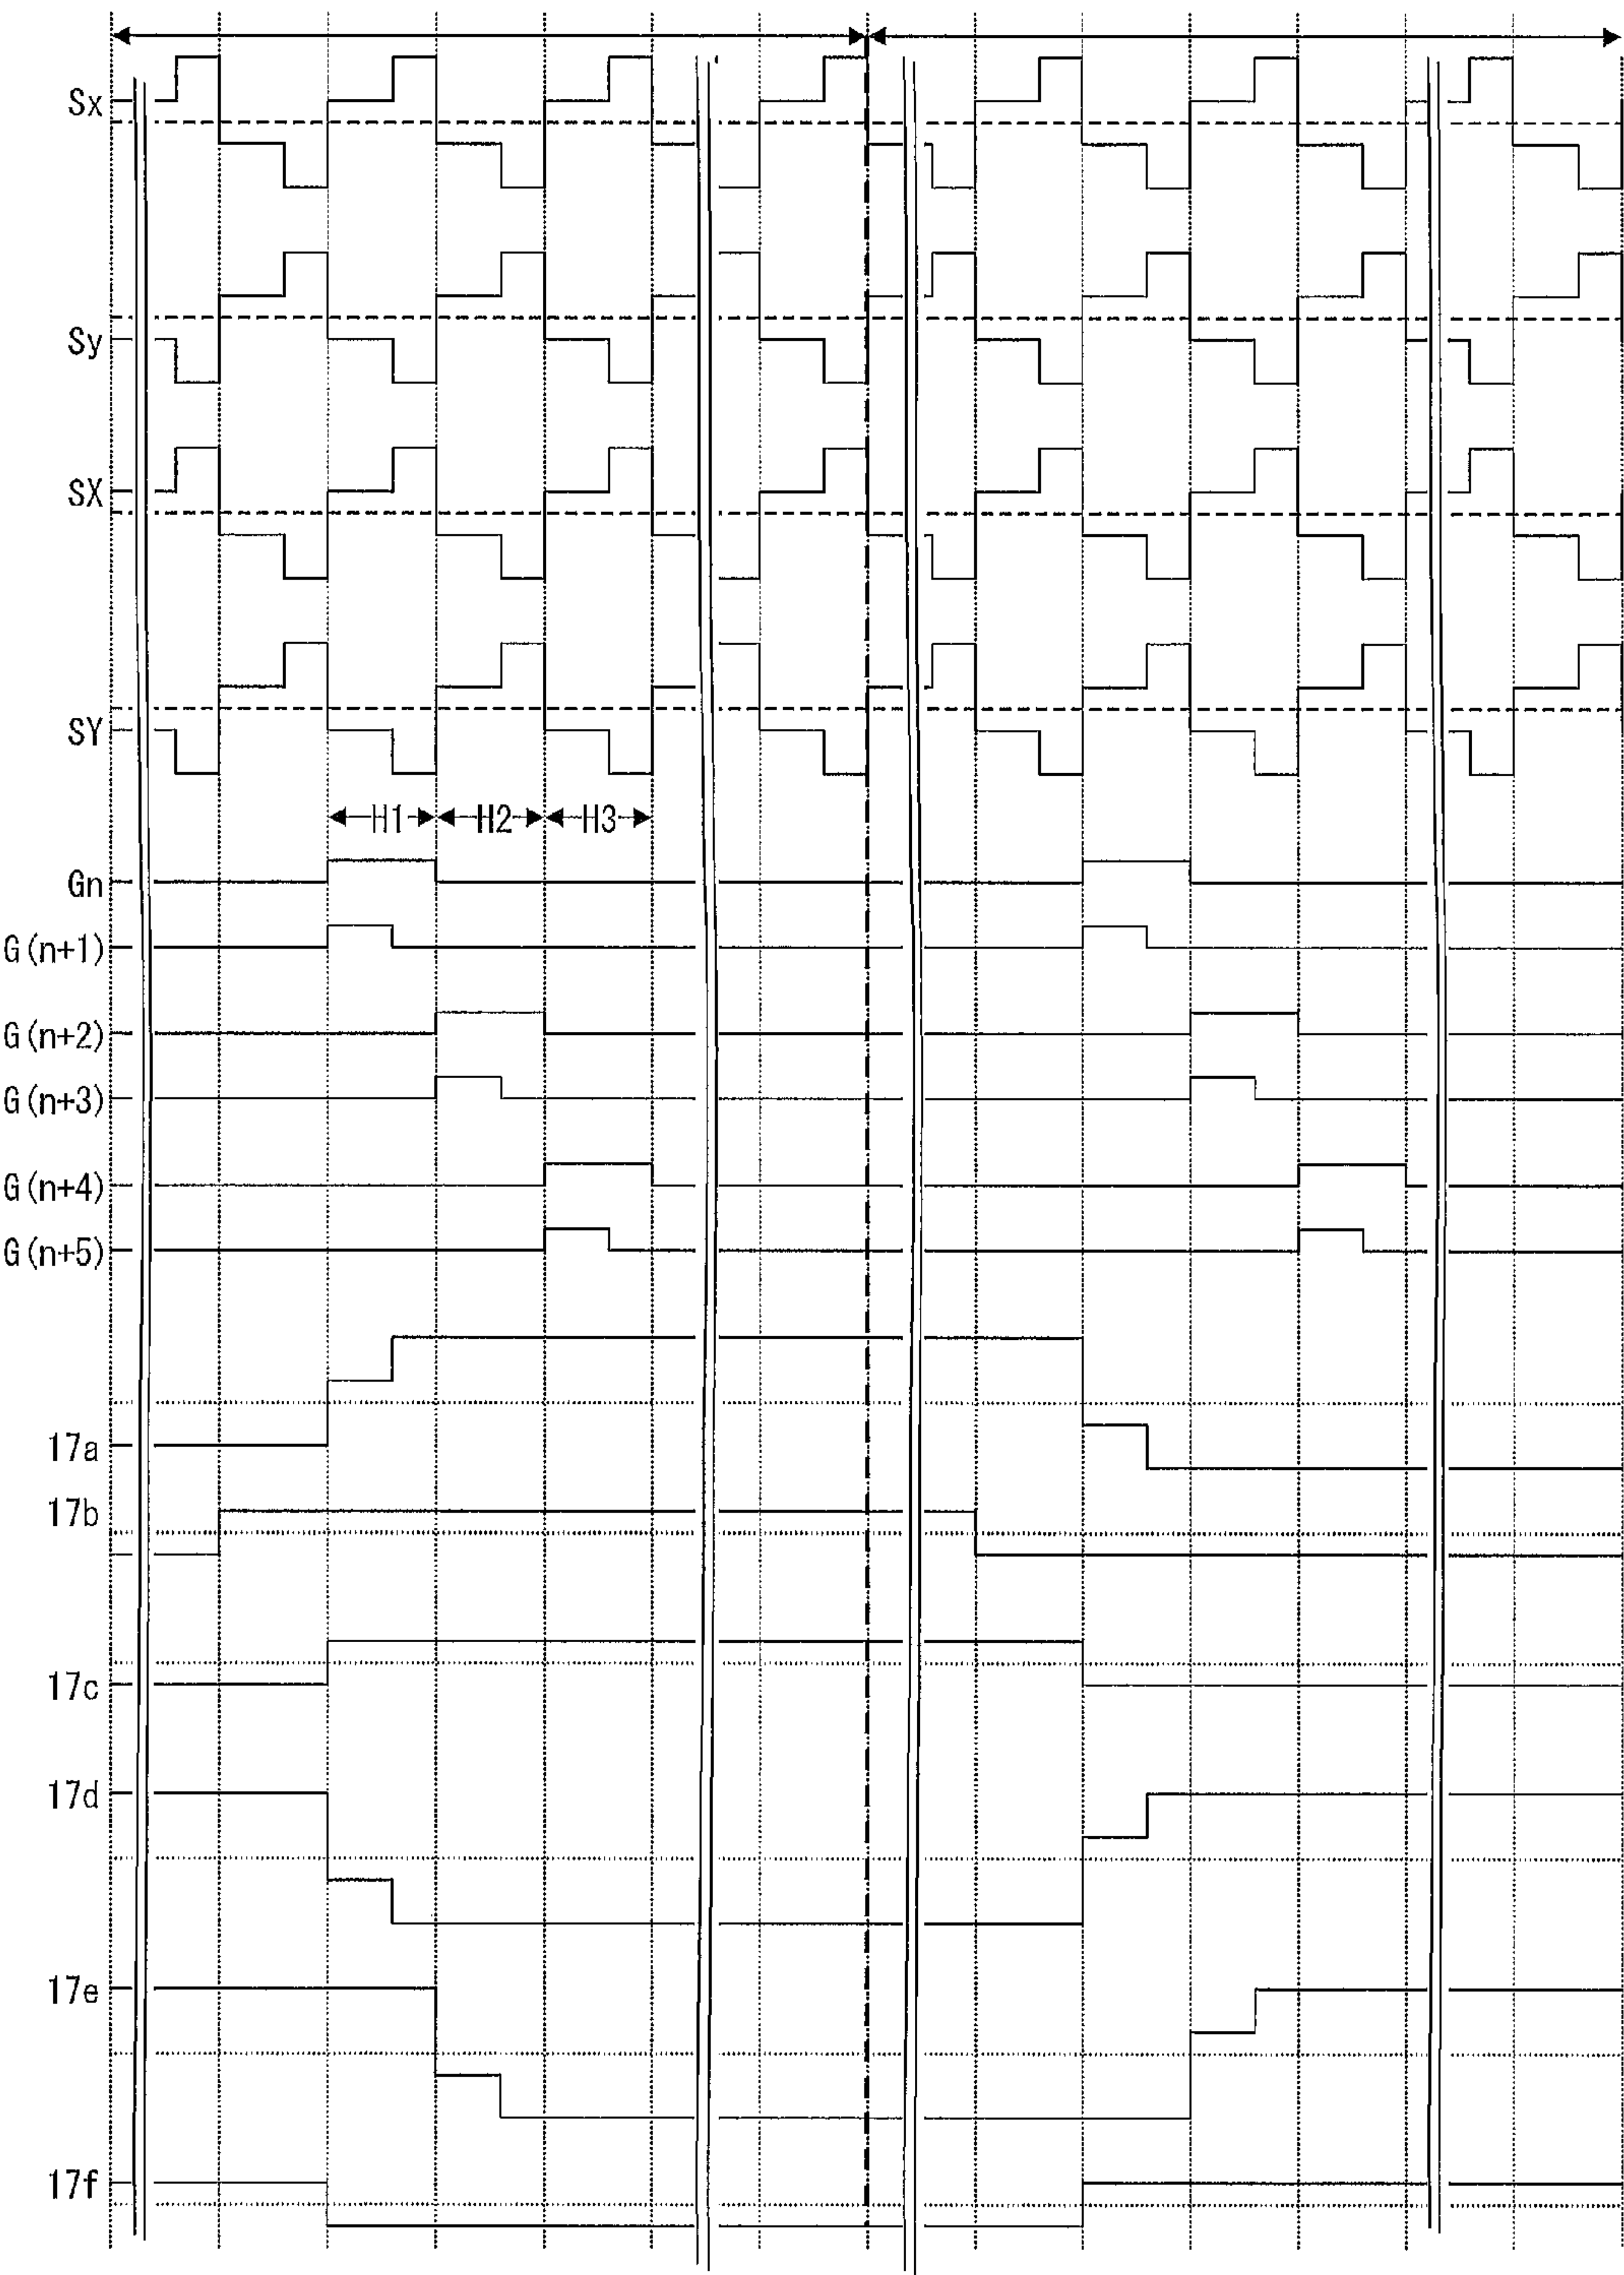 Sx
Sy
SX
SY
H1 H2 H3
Gn
G(n+1)
G(n+2)
G(n+3)
G(n+4)
G(n+5)
17a
17b
17c
17d
17e
17f